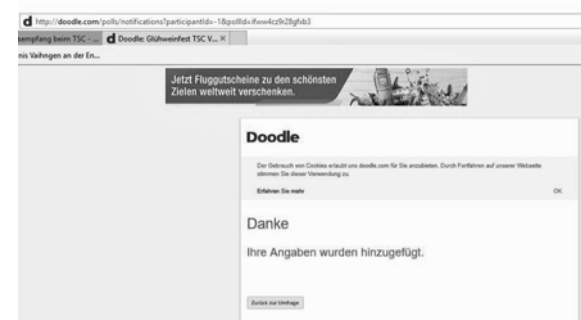 http://doodle.com/polls/notifications?participantId=-1&pollId=ifww4cz9i28gfxb3
sempfang beim TSC - ...
Doodle: Glühweinfest TSC V... ×
nis Vaihingen an der En...
Jetzt Fluggutscheine zu den schönsten
Zielen weltweit verschenken.
Doodle
Der Gebrauch von Cookies erlaubt uns doodle.com für Sie anzubieten. Durch Fortfahren auf unserer Webseite
stimmen Sie dieser Verwendung zu.
Erfahren Sie mehr
OK
Danke
Ihre Angaben wurden hinzugefügt.
Zurück zur Umfrage